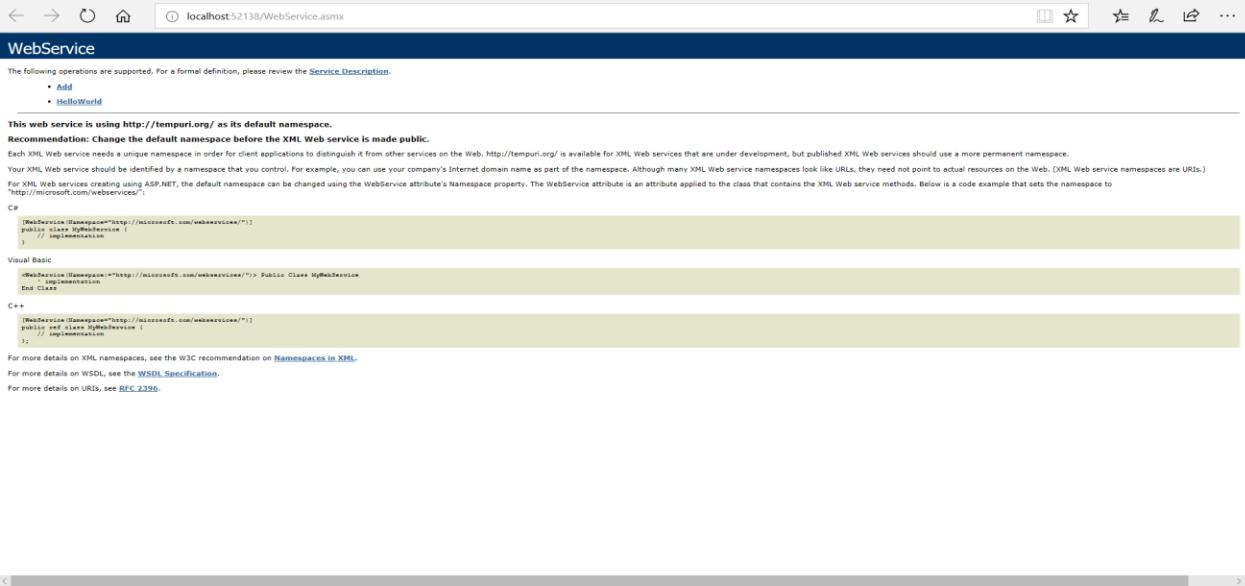 localhost:52138/WebService.asmx
WebService
The following operations are supported. For a formal definition, please review the Service Description.
Add
HelloWorld
This web service is using http://tempuri.org/ as its default namespace.
Recommendation: Change the default namespace before the XML Web service is made public.
Each XML Web service needs a unique namespace in order for client applications to distinguish it from other services on the Web. http://tempuri.org/ is available for XML Web services that are under development, but published XML Web services should use a more permanent namespace.
Your XML Web service should be identified by a namespace that you control. For example, you can use your company's Internet domain name as part of the namespace. Although many XML Web service namespaces look like URLs, they need not point to actual resources on the Web. (XML Web service namespaces are URIs.)
For XML Web services creating using ASP.NET, the default namespace can be changed using the WebService attribute's Namespace property. The WebService attribute is an attribute applied to the class that contains the XML Web service methods. Below is a code example that sets the namespace to
"http://microsoft.com/webservices/":
C#
[WebService(Namespace="http://microsoft.com/webservices/")]
public class MyWebService {
// implementation
}
Visual Basic
<WebService(Namespace:="http://microsoft.com/webservices/")> Public Class MyWebService
' implementation
End Class
C++
[WebService(Namespace="http://microsoft.com/webservices/")]
public ref class MyWebService {
// implementation
};
For more details on XML namespaces, see the W3C recommendation on Namespaces in XML.
For more details on WSDL, see the WSDL Specification.
For more details on URIs, see RFC 2396.